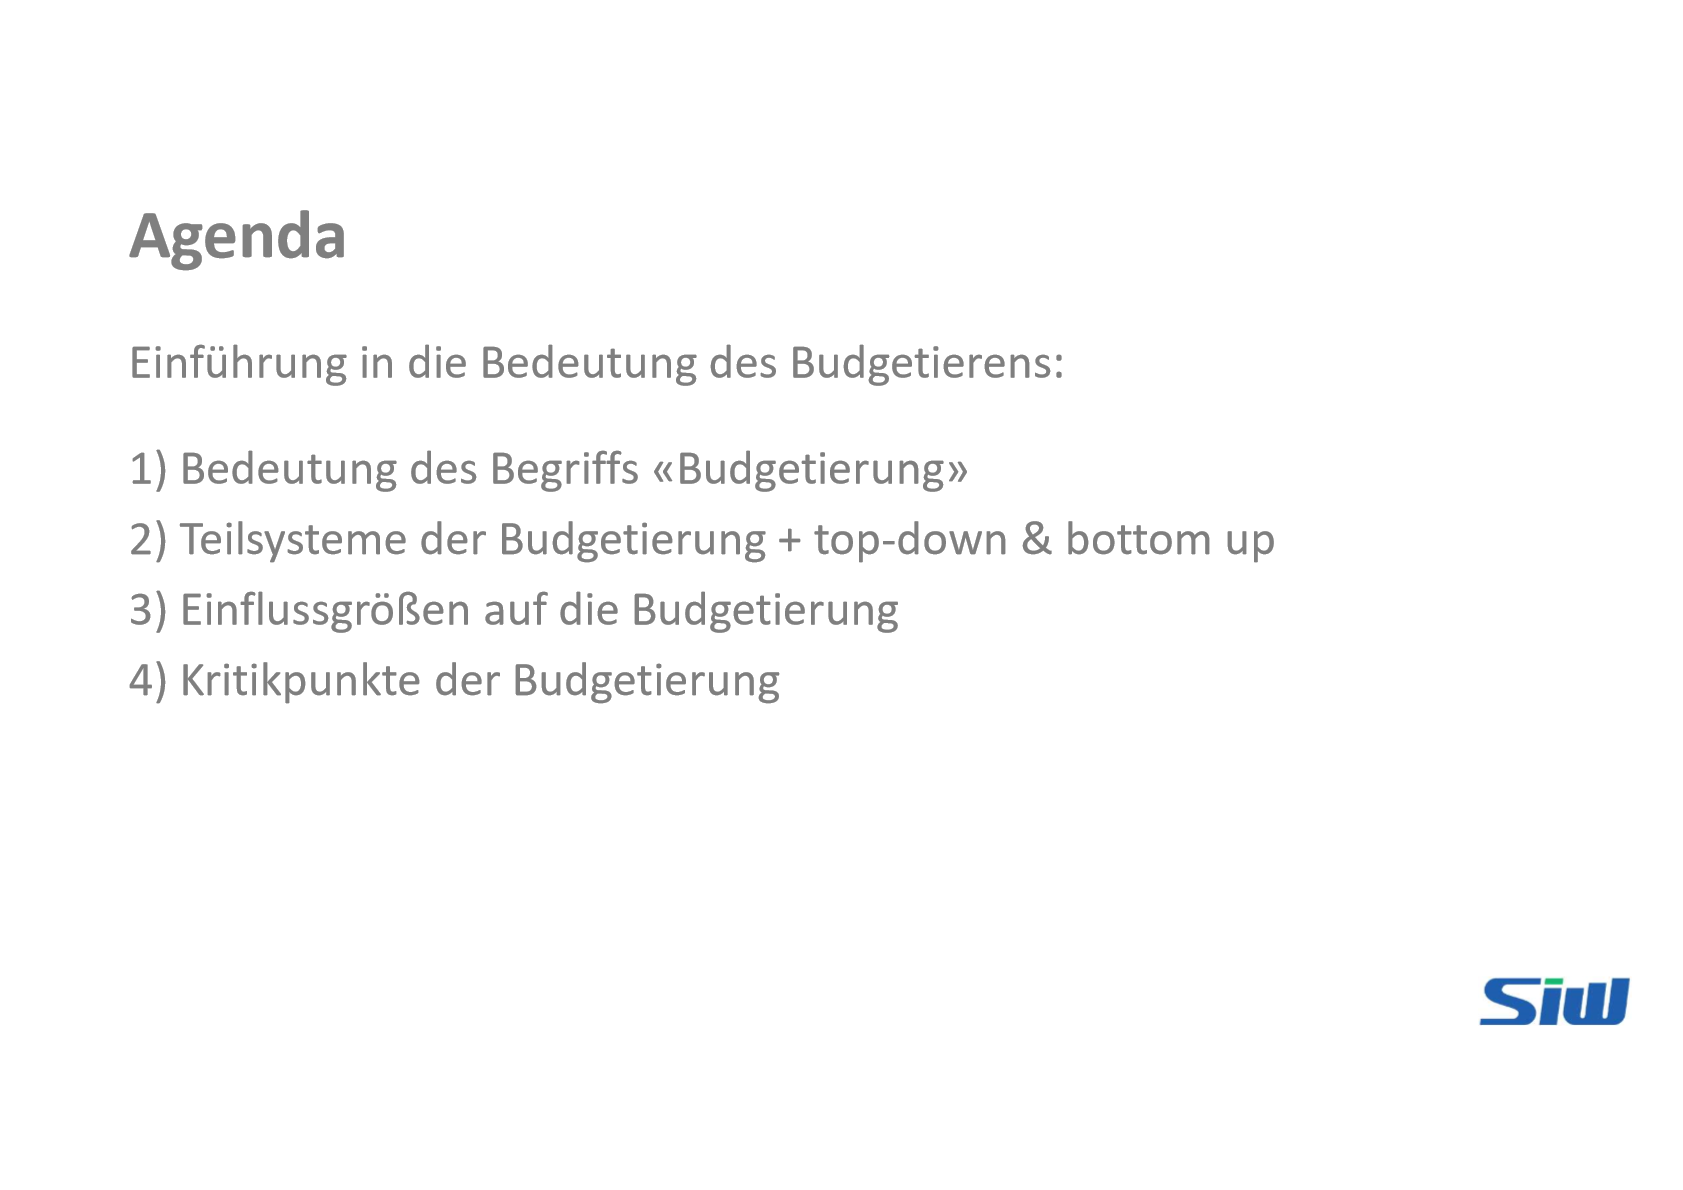 Agenda
Einführung in die Bedeutung des Budgetierens:
1) Bedeutung des Begriffs «Budgetierung»
2) Teilsysteme der Budgetierung + top-down & bottom up
3) Einflussgrößen auf die Budgetierung
4) Kritikpunkte der Budgetierung
Siw